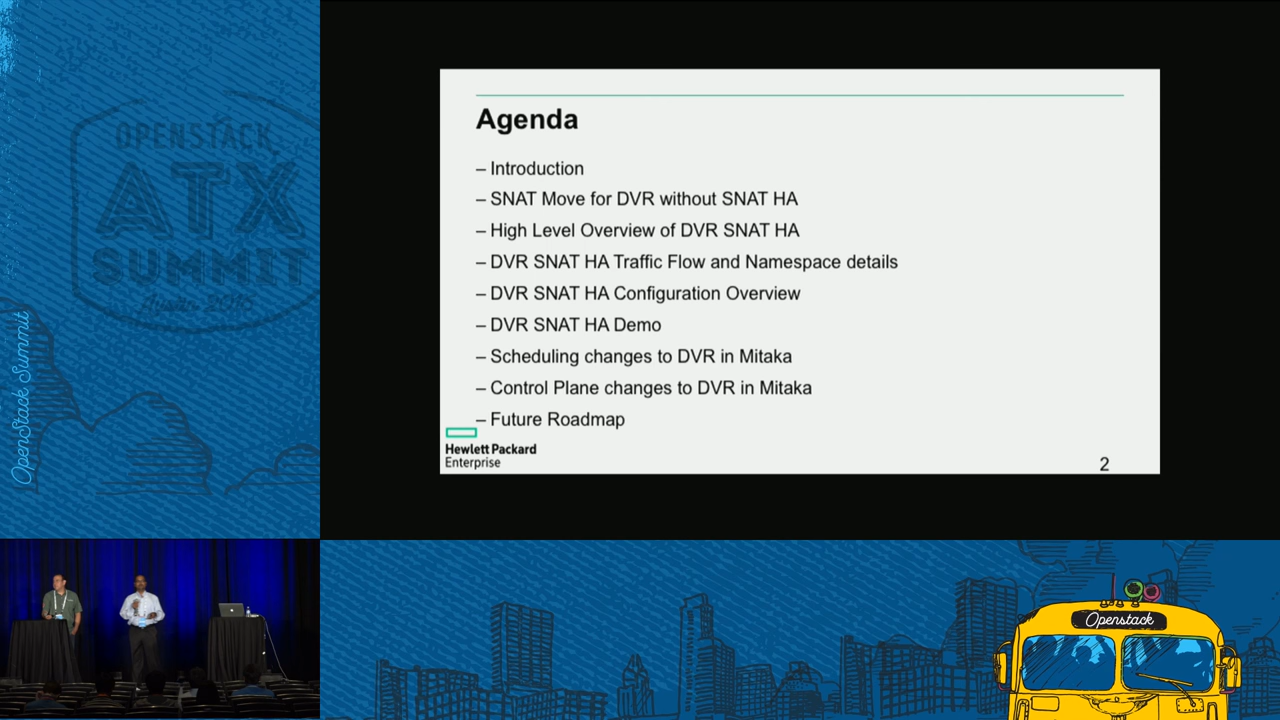 OPENSTACK
ATX
SUMMIT
Austin 2016
OpenStack Summit
Agenda
– Introduction
– SNAT Move for DVR without SNAT HA
– High Level Overview of DVR SNAT HA
– DVR SNAT HA Traffic Flow and Namespace details
– DVR SNAT HA Configuration Overview
– DVR SNAT HA Demo
– Scheduling changes to DVR in Mitaka
– Control Plane changes to DVR in Mitaka
– Future Roadmap
Hewlett Packard
Enterprise
2
Openstack